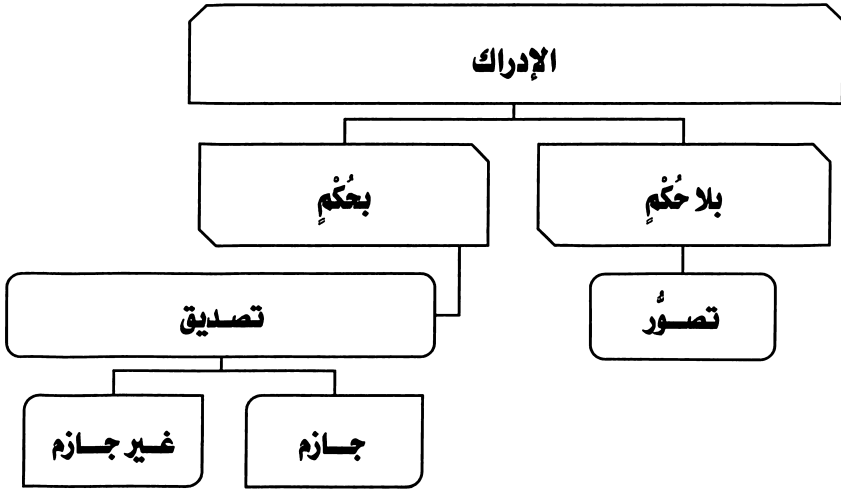 الإدراك
بلا حُكْمٍ
بحُكْمٍ
تصوُّر
تصديق
جازم
غير جازم